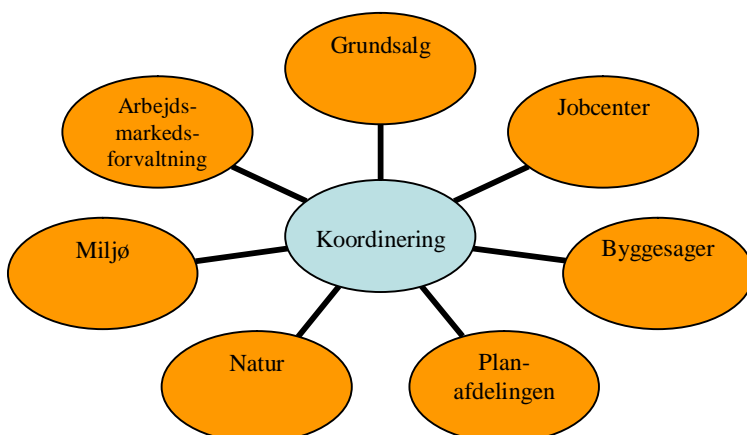 Grundsalg
Arbejds-
markeds-
forvaltning
Jobcenter
Koordinering
Miljø
Byggesager
Natur
Plan-
afdelingen